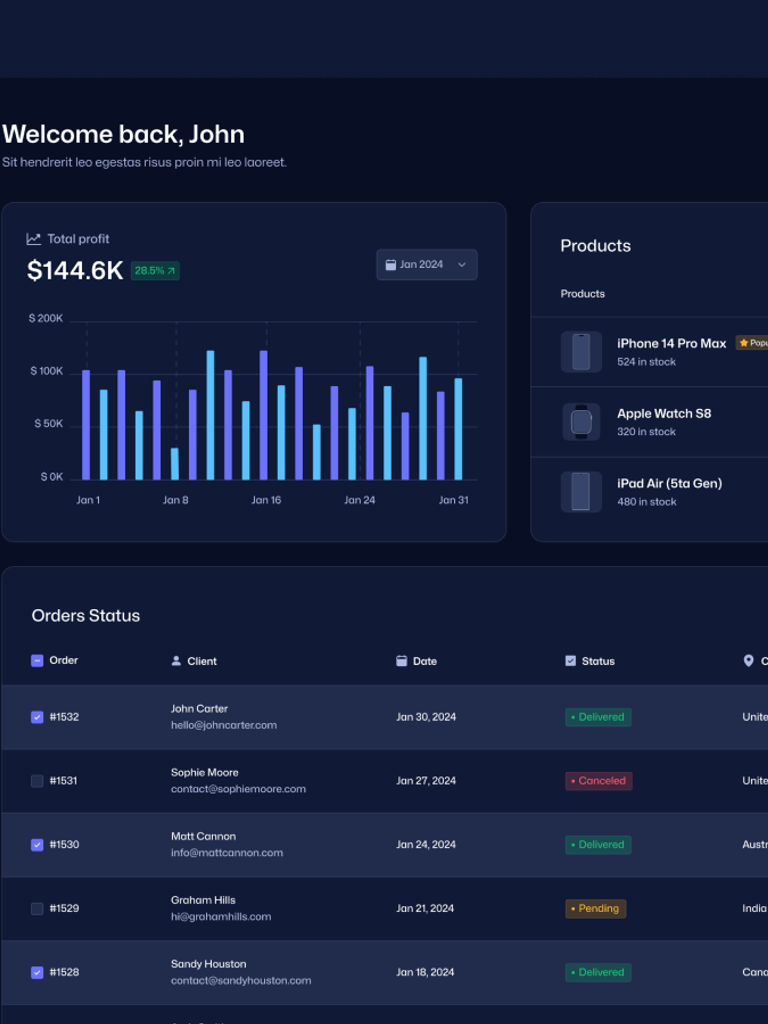 Welcome back, John
Sit hendrerit leo egestas risus proin mi leo laoreet.
Total profit
$144.6K 28.5%
Jan 2024
$ 200K
$ 100K
$ 50K
$ 0K
Jan 1 Jan 8 Jan 16 Jan 24 Jan 31
Products
Products
iPhone 14 Pro Max Popu
524 in stock
Apple Watch S8
320 in stock
iPad Air (5ta Gen)
480 in stock
Orders Status
Order Client Date Status C
#1532 John Carter Jan 30, 2024 Delivered Unite
hello@johncarter.com
#1531 Sophie Moore Jan 27, 2024 Canceled Unite
contact@sophiemoore.com
#1530 Matt Cannon Jan 24, 2024 Delivered Austr
info@mattcannon.com
#1529 Graham Hills Jan 21, 2024 Pending India
hi@grahamhills.com
#1528 Sandy Houston Jan 18, 2024 Delivered Cana
contact@sandyhouston.com